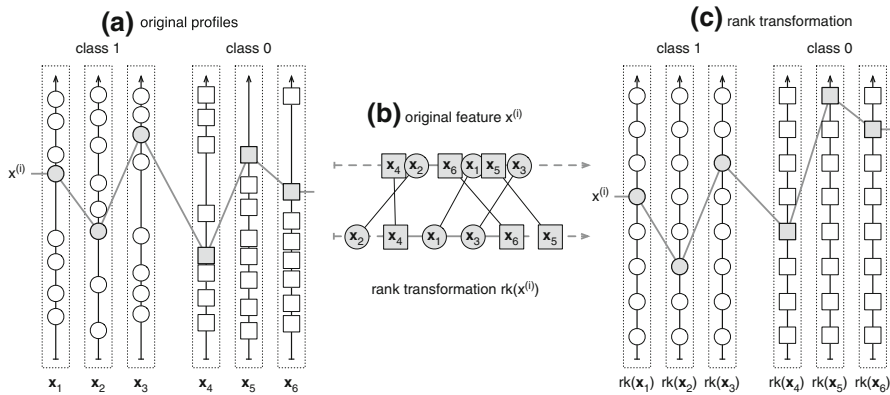 (a) original profiles
class 1
class 0
x^(i)
x₁
x₂
x₃
x₄
x₅
x₆
(b) original feature x^(i)
x₄ x₂ x₆ x₁ x₅ x₃
x₂ x₄ x₁ x₃ x₆ x₅
rank transformation rk(x^(i))
(c) rank transformation
class 1
class 0
x^(i)
rk(x₁)
rk(x₂)
rk(x₃)
rk(x₄)
rk(x₅)
rk(x₆)